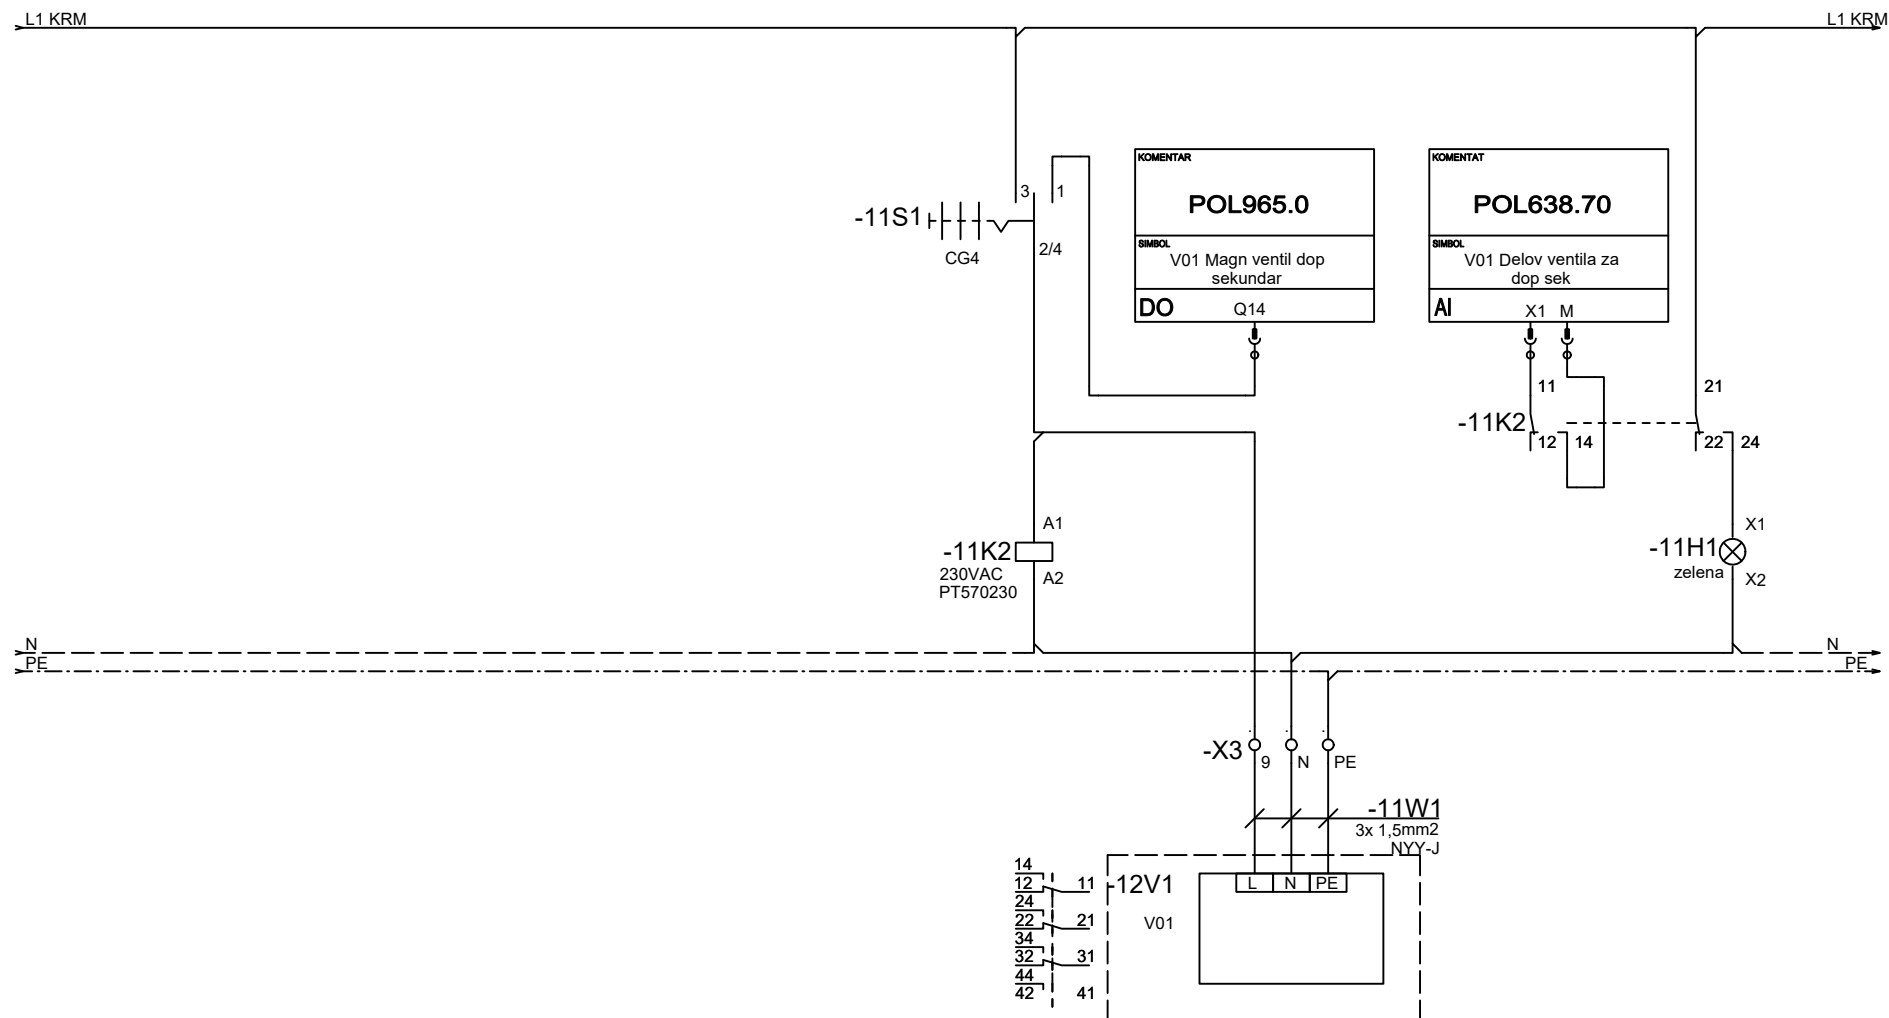 L1 KRM
L1 KRM
3
1
-11S1
CG4
2/4
KOMENTAR
POL965.0
SIMBOL
V01 Magn ventil dop
sekundar
DO
Q14
KOMENTAT
POL638.70
SIMBOL
V01 Delov ventila za
dop sek
AI
X1 M
11
21
-11K2
12
14
22
24
A1
-11K2
230VAC
PT570230
A2
X1
-11H1
zelena
X2
N
PE
N
PE
-X3
9
N
PE
-11W1
3x 1,5mm2
NYY-J
14
12
11
24
22
21
34
32
31
44
42
41
-12V1
V01
L
N
PE